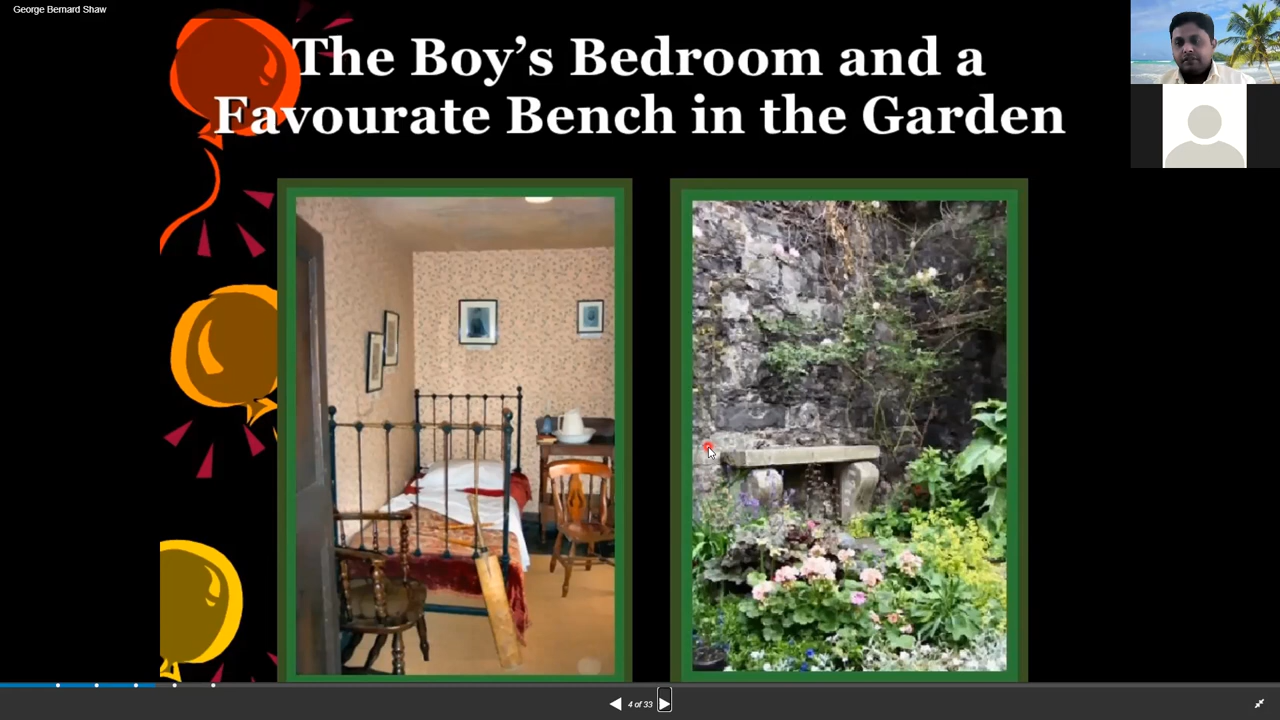 George Bernard Shaw
The Boy's Bedroom and a
Favourate Bench in the Garden
4 of 33